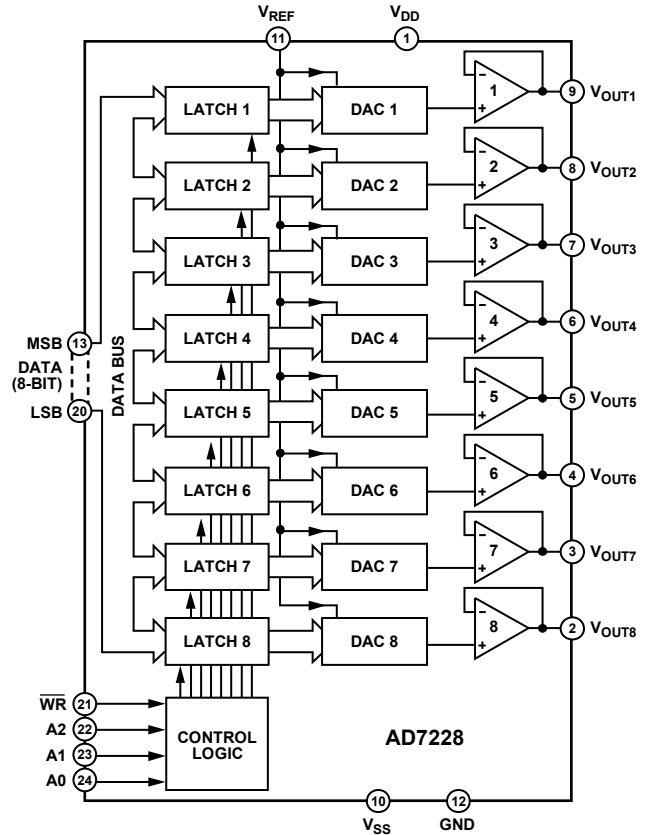 VREF VDD
11 1
LATCH 1 DAC 1 1 9 VOUT1
LATCH 2 DAC 2 2 8 VOUT2
LATCH 3 DAC 3 3 7 VOUT3
LATCH 4 DAC 4 4 6 VOUT4
LATCH 5 DAC 5 5 5 VOUT5
LATCH 6 DAC 6 6 4 VOUT6
LATCH 7 DAC 7 7 3 VOUT7
LATCH 8 DAC 8 8 2 VOUT8
- +
- +
- +
- +
- +
- +
- +
- +
MSB 13
DATA
(8-BIT)
LSB 20
DATA BUS
WR 21
A2 22
A1 23
A0 24
CONTROL
LOGIC
AD7228
10 12
VSS GND